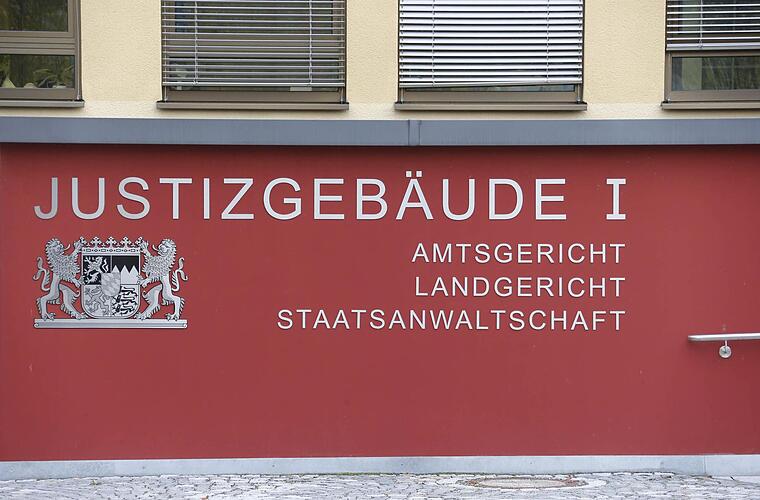 JUSTIZGEBÄUDE I
AMTSGERICHT
LANDGERICHT
STAATSANWALTSCHAFT